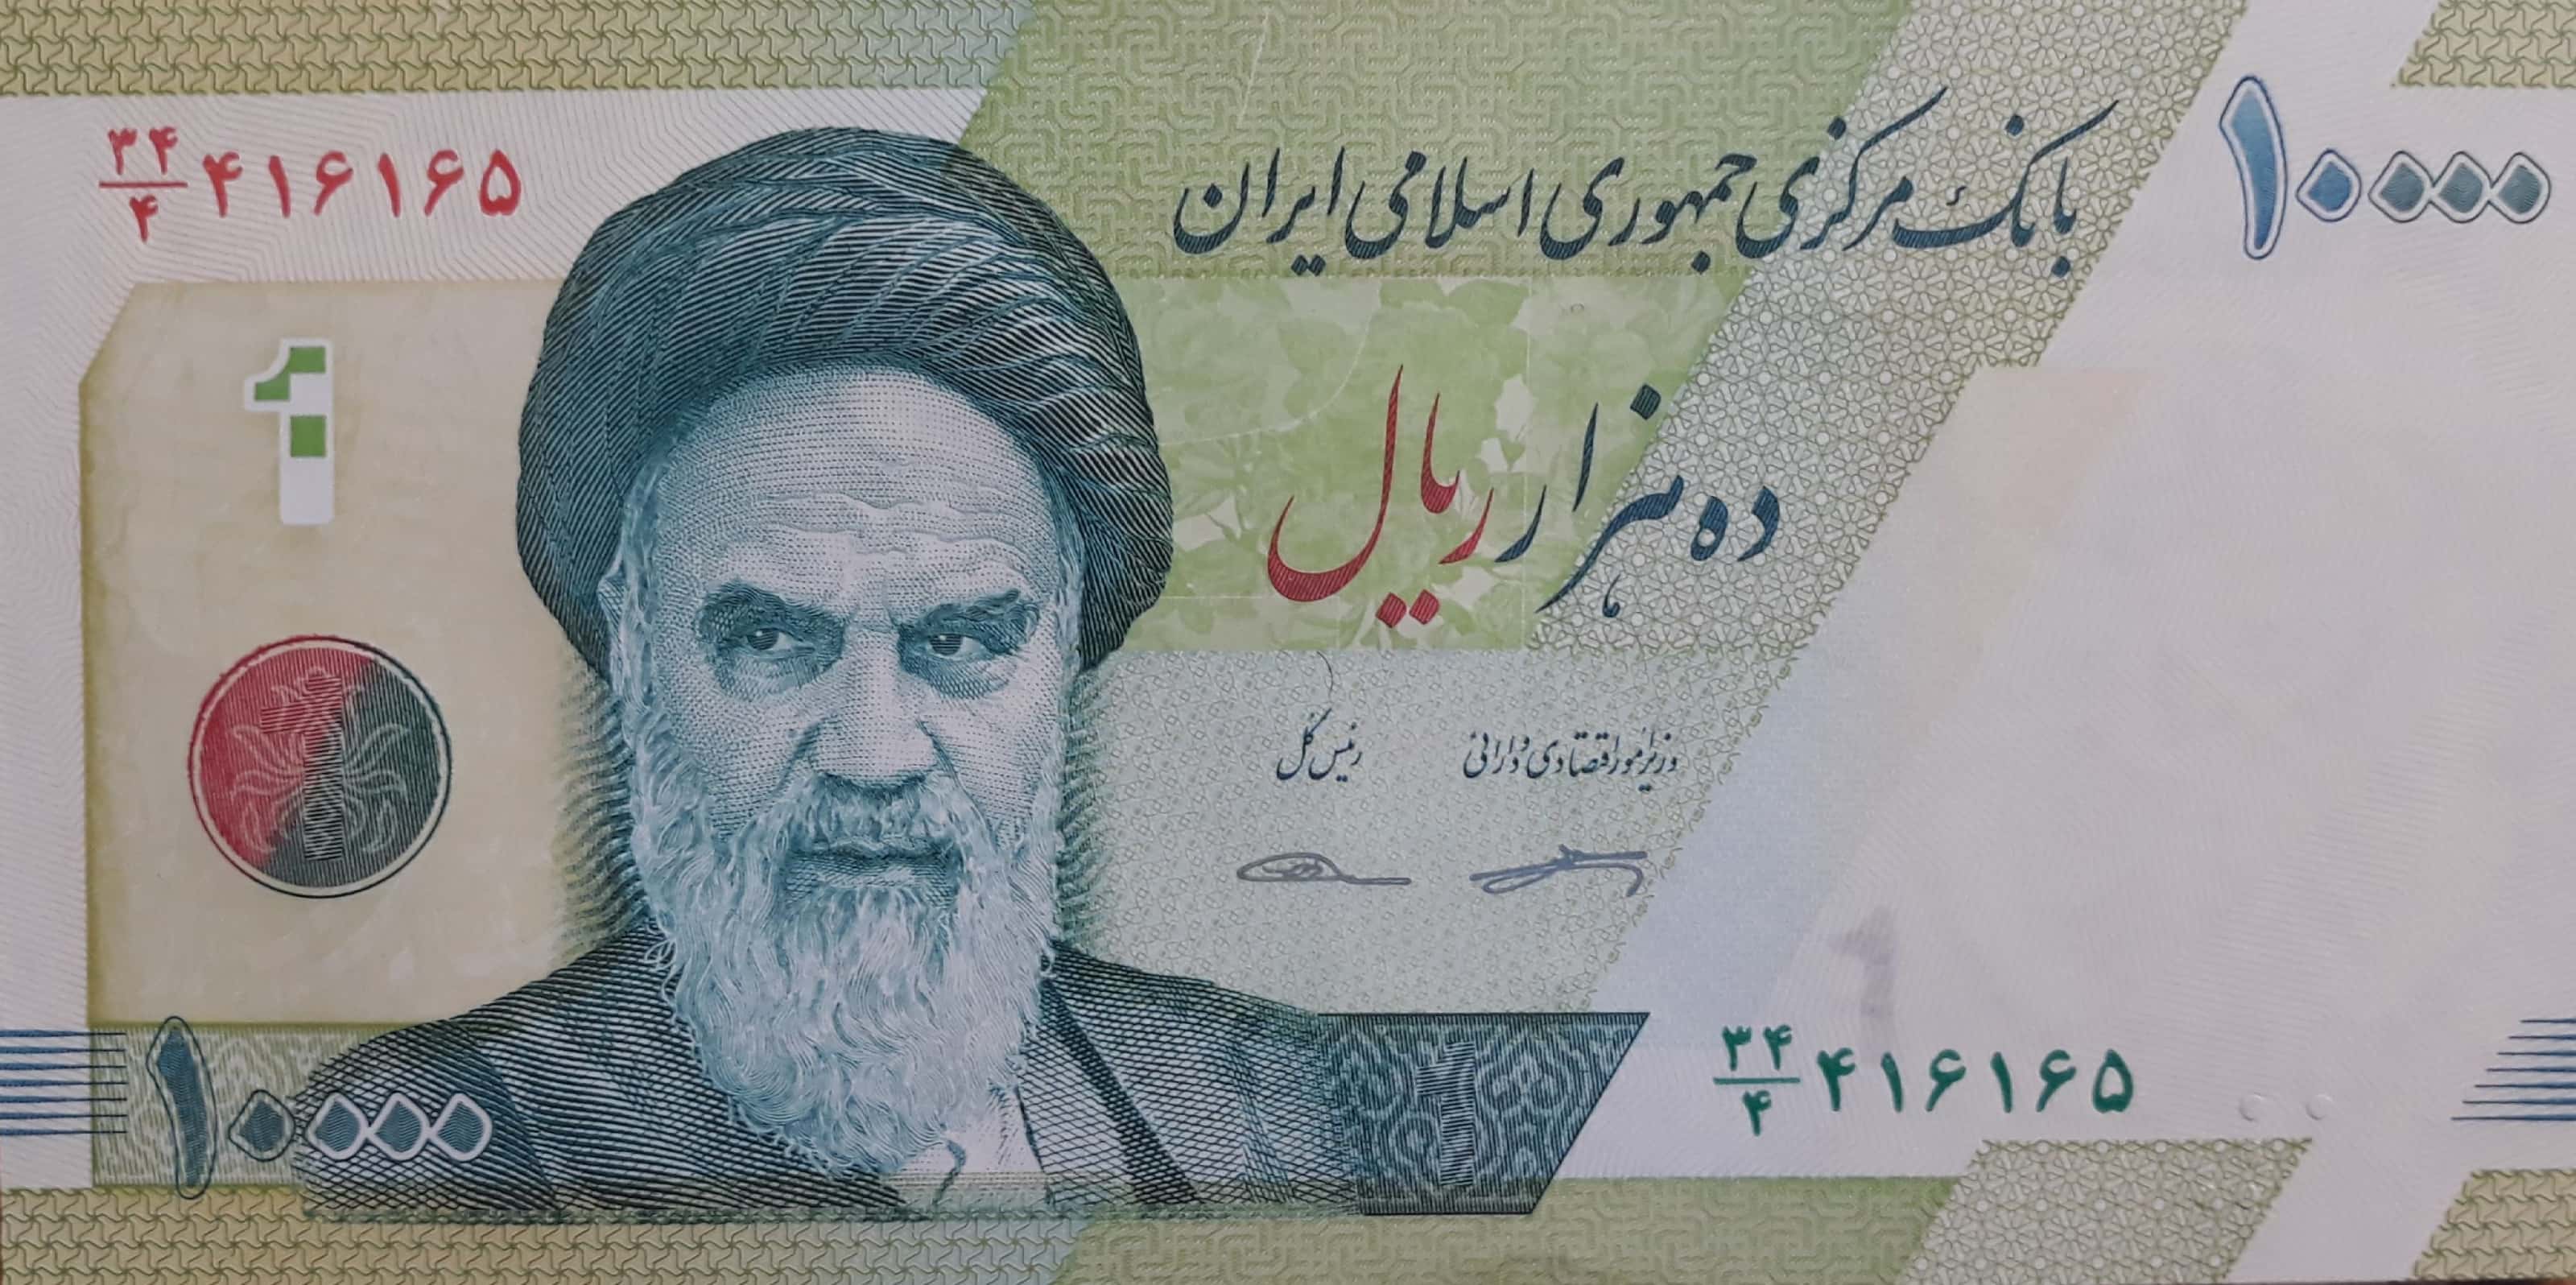 بانک مرکزی جمهوری اسلامی ایران
۱۰۰۰۰
۳۴/۴ ۴۱۶۱۶۵
۱
ده هزار ریال
وزیر امور اقتصادی و دارائی
رئیس کل
۱
۳۴/۴ ۴۱۶۱۶۵
۱۰۰۰۰